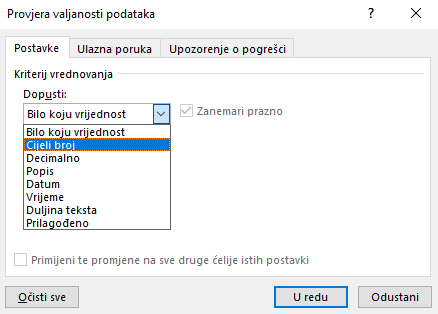 Provjera valjanosti podataka
?
Postavke Ulazna poruka Upozorenje o pogrešci
Kriterij vrednovanja
Dopusti:
Bilo koju vrijednost Zanemari prazno
Bilo koju vrijednost
Cijeli broj
Decimalno
Popis
Datum
Vrijeme
Duljina teksta
Prilagođeno
Primijeni te promjene na sve druge ćelije istih postavki
Očisti sve U redu Odustani